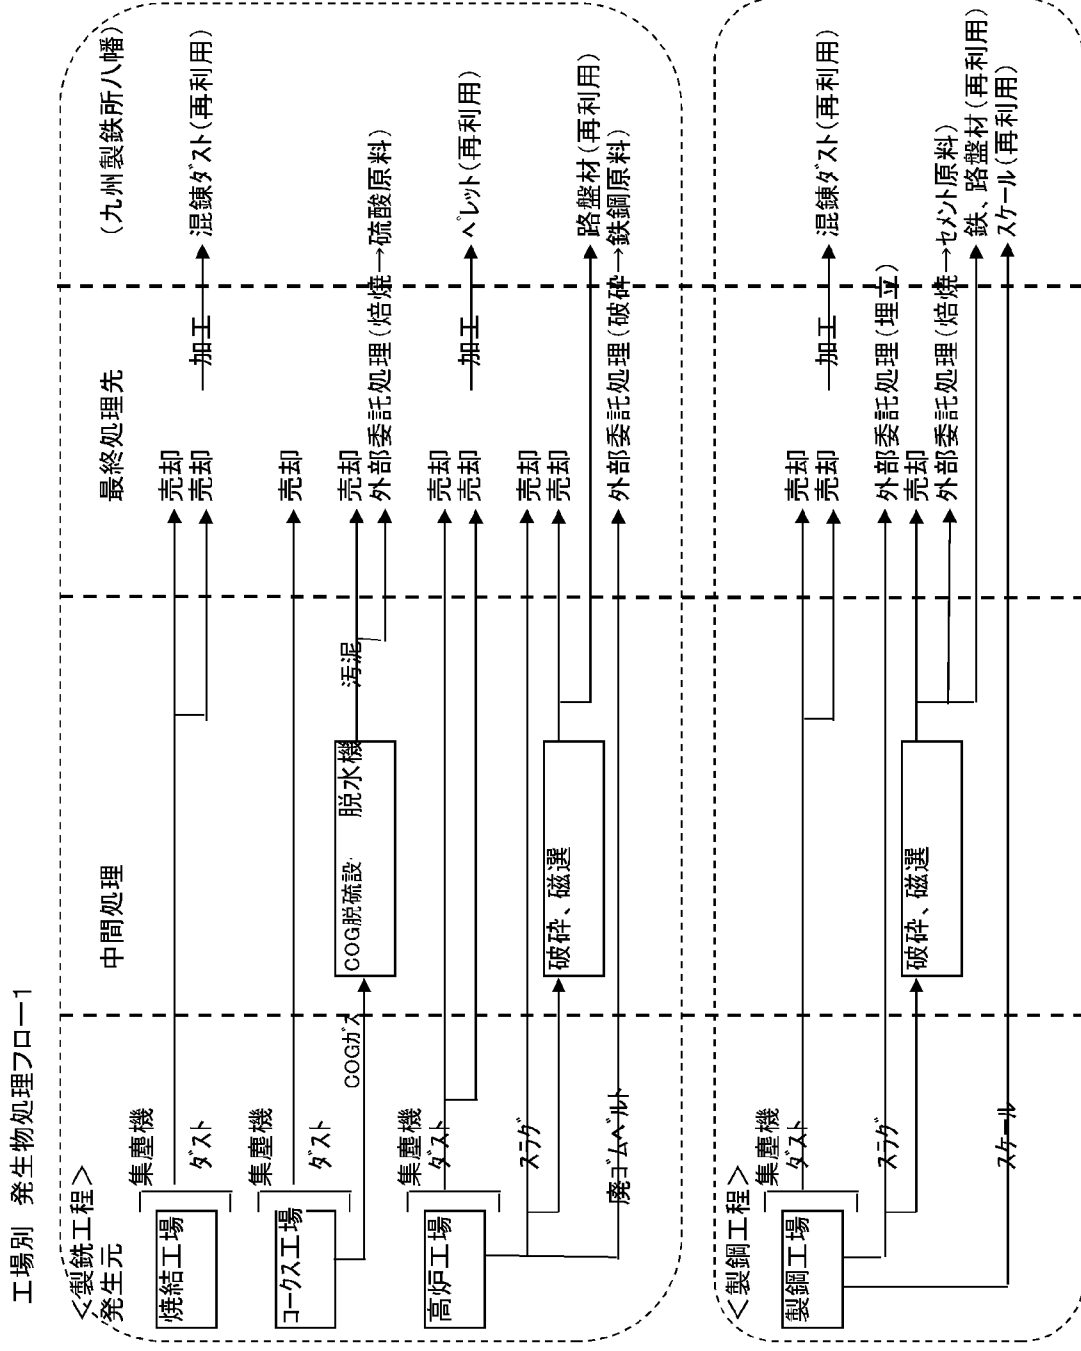 工場別　発生物処理フロー1
＜製銑工程＞
発生元
中間処理
最終処理先
(九州製鉄所八幡)
焼結工場
集塵機
ダスト
売却
売却
加工
混錬ダスト(再利用)
コークス工場
集塵機
ダスト
売却
COGガス
COG脱硫設
脱水機
汚泥
売却
外部委託処理(焙焼→硫酸原料)
高炉工場
集塵機
ダスト
売却
売却
加工
ペレット(再利用)
スラグ
売却
破砕、磁選
売却
路盤材(再利用)
廃ゴムベルト
外部委託処理(破砕→鉄鋼原料)
＜製鋼工程＞
製鋼工場
集塵機
ダスト
売却
売却
加工
混錬ダスト(再利用)
スラグ
外部委託処理(埋立)
破砕、磁選
売却
外部委託処理(焙焼→セメント原料)
鉄、路盤材(再利用)
スケール
スケール(再利用)